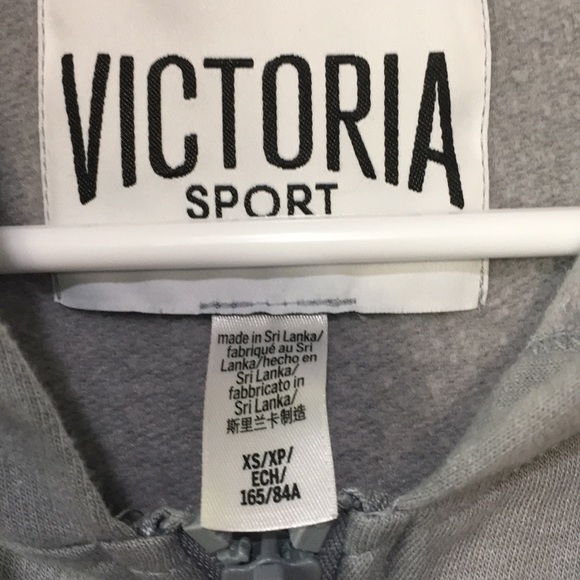 VICTORIA
SPORT
made in Sri Lanka/
fabriqué au Sri
Lanka/hecho en
Sri Lanka/
fabbricato in
Sri Lanka/
斯里兰卡制造
XS/XP/
ECH/
165/84A